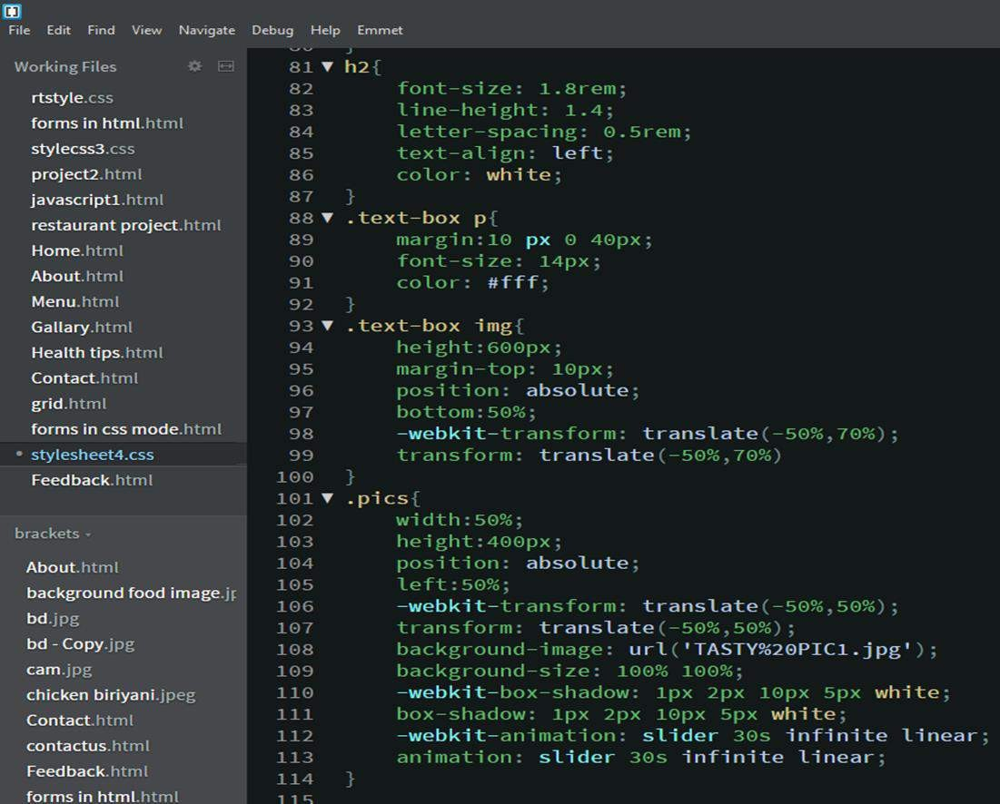 File Edit Find View Navigate Debug Help Emmet
Working Files
rtstyle.css
forms in html.html
stylecss3.css
project2.html
javascript1.html
restaurant project.html
Home.html
About.html
Menu.html
Gallary.html
Health tips.html
Contact.html
grid.html
forms in css mode.html
stylesheet4.css
Feedback.html
brackets
About.html
background food image.jp
bd.jpg
bd - Copy.jpg
cam.jpg
chicken biriyani.jpeg
Contact.html
contactus.html
Feedback.html
forms in html.html
80 }
81 h2{
82 font-size: 1.8rem;
83 line-height: 1.4;
84 letter-spacing: 0.5rem;
85 text-align: left;
86 color: white;
87 }
88 .text-box p{
89 margin:10 px 0 40px;
90 font-size: 14px;
91 color: #fff;
92 }
93 .text-box img{
94 height:600px;
95 margin-top: 10px;
96 position: absolute;
97 bottom:50%;
98 -webkit-transform: translate(-50%,70%);
99 transform: translate(-50%,70%)
100 }
101 .pics{
102 width:50%;
103 height:400px;
104 position: absolute;
105 left:50%;
106 -webkit-transform: translate(-50%,50%);
107 transform: translate(-50%,50%);
108 background-image: url('TASTY%20PIC1.jpg');
109 background-size: 100% 100%;
110 -webkit-box-shadow: 1px 2px 10px 5px white;
111 box-shadow: 1px 2px 10px 5px white;
112 -webkit-animation: slider 30s infinite linear;
113 animation: slider 30s infinite linear;
114 }
115